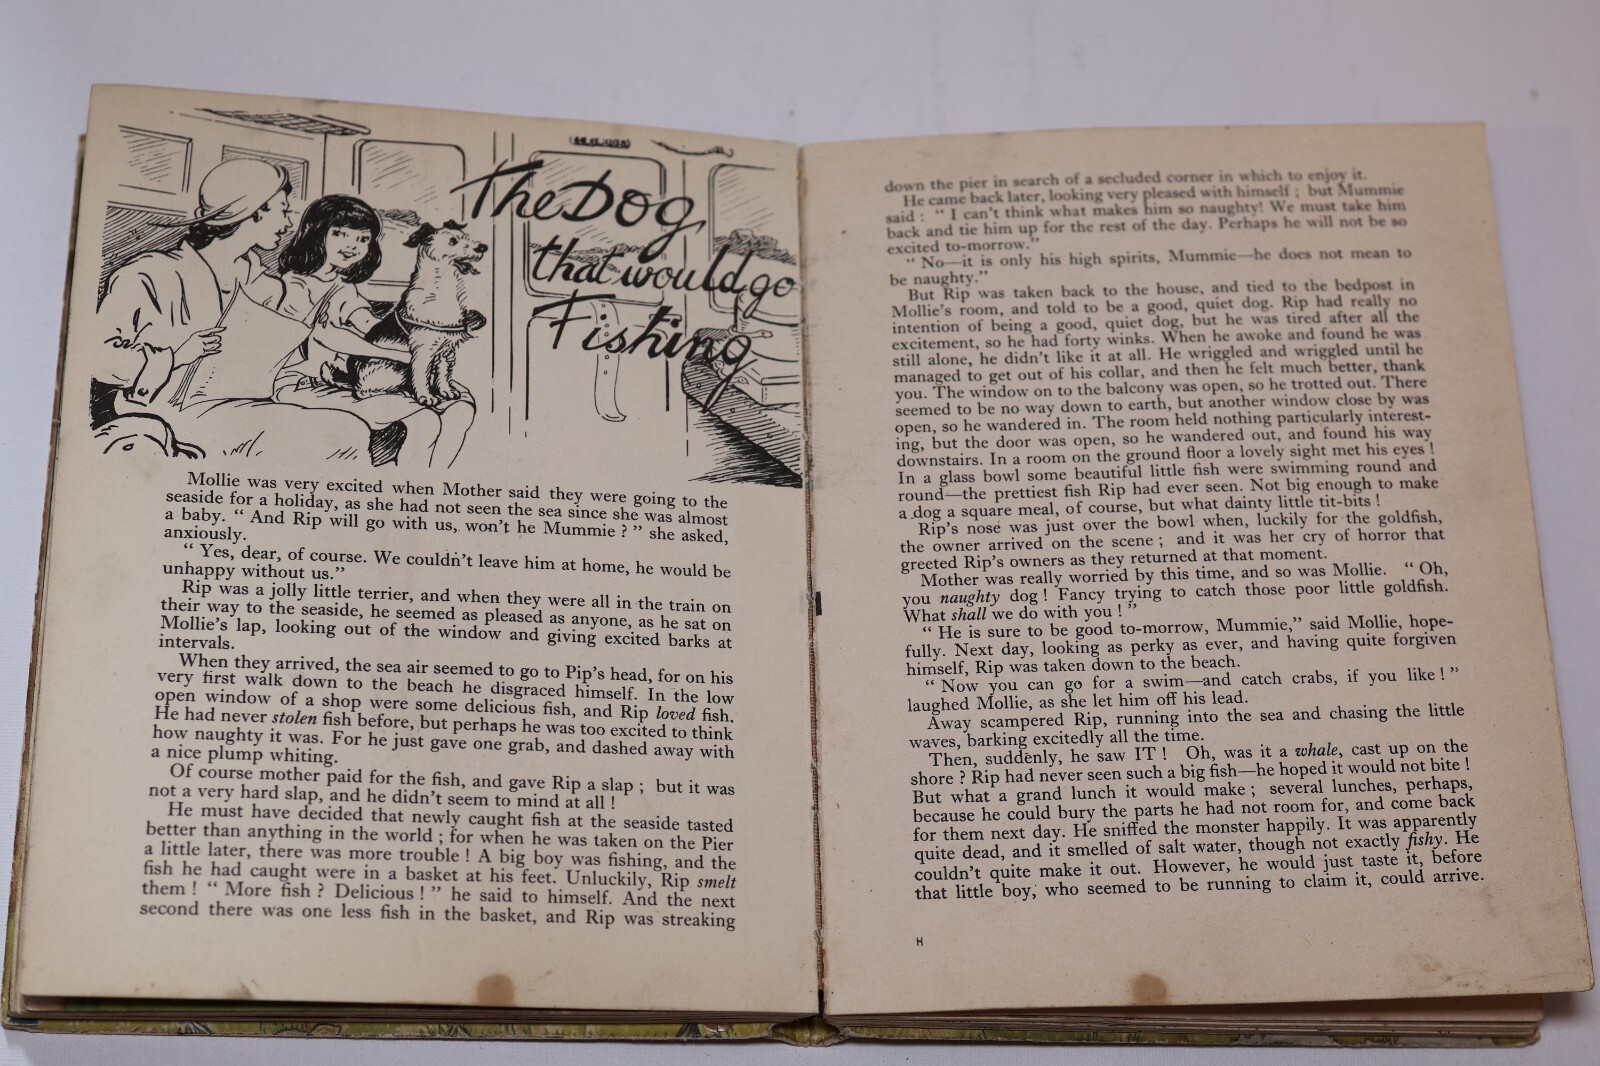 The Dog
that would go
Fishing
Mollie was very excited when Mother said they were going to the
seaside for a holiday, as she had not seen the sea since she was almost
a baby. “ And Rip will go with us, won’t he Mummie ? ” she asked,
anxiously.
“ Yes, dear, of course. We couldn’t leave him at home, he would be
unhappy without us.”
Rip was a jolly little terrier, and when they were all in the train on
their way to the seaside, he seemed as pleased as anyone, as he sat on
Mollie’s lap, looking out of the window and giving excited barks at
intervals.
When they arrived, the sea air seemed to go to Pip’s head, for on his
very first walk down to the beach he disgraced himself. In the low
open window of a shop were some delicious fish, and Rip loved fish.
He had never stolen fish before, but perhaps he was too excited to think
how naughty it was. For he just gave one grab, and dashed away with
a nice plump whiting.
Of course mother paid for the fish, and gave Rip a slap ; but it was
not a very hard slap, and he didn’t seem to mind at all !
He must have decided that newly caught fish at the seaside tasted
better than anything in the world ; for when he was taken on the Pier
a little later, there was more trouble ! A big boy was fishing, and the
fish he had caught were in a basket at his feet. Unluckily, Rip smelt
them ! “ More fish ? Delicious ! ” he said to himself. And the next
second there was one less fish in the basket, and Rip was streaking
down the pier in search of a secluded corner in which to enjoy it.
He came back later, looking very pleased with himself ; but Mummie
said : “ I can’t think what makes him so naughty! We must take him
back and tie him up for the rest of the day. Perhaps he will not be so
excited to-morrow.”
“ No—it is only his high spirits, Mummie—he does not mean to
be naughty.”
But Rip was taken back to the house, and tied to the bedpost in
Mollie’s room, and told to be a good, quiet dog. Rip had really no
intention of being a good, quiet dog, but he was tired after all the
excitement, so he had forty winks. When he awoke and found he was
still alone, he didn’t like it at all. He wriggled and wriggled until he
managed to get out of his collar, and then he felt much better, thank
you. The window on to the balcony was open, so he trotted out. There
seemed to be no way down to earth, but another window close by was
open, so he wandered in. The room held nothing particularly interest-
ing, but the door was open, so he wandered out, and found his way
downstairs. In a room on the ground floor a lovely sight met his eyes !
In a glass bowl some beautiful little fish were swimming round and
round—the prettiest fish Rip had ever seen. Not big enough to make
a dog a square meal, of course, but what dainty little tit-bits !
Rip’s nose was just over the bowl when, luckily for the goldfish,
the owner arrived on the scene ; and it was her cry of horror that
greeted Rip’s owners as they returned at that moment.
Mother was really worried by this time, and so was Mollie. “ Oh,
you naughty dog ! Fancy trying to catch those poor little goldfish.
What shall we do with you ! ”
“ He is sure to be good to-morrow, Mummie,” said Mollie, hope-
fully. Next day, looking as perky as ever, and having quite forgiven
himself, Rip was taken down to the beach.
“ Now you can go for a swim—and catch crabs, if you like ! ”
laughed Mollie, as she let him off his lead.
Away scampered Rip, running into the sea and chasing the little
waves, barking excitedly all the time.
Then, suddenly, he saw IT ! Oh, was it a whale, cast up on the
shore ? Rip had never seen such a big fish—he hoped it would not bite !
But what a grand lunch it would make ; several lunches, perhaps,
because he could bury the parts he had not room for, and come back
for them next day. He sniffed the monster happily. It was apparently
quite dead, and it smelled of salt water, though not exactly fishy. He
couldn’t quite make it out. However, he would just taste it, before
that little boy, who seemed to be running to claim it, could arrive.
H